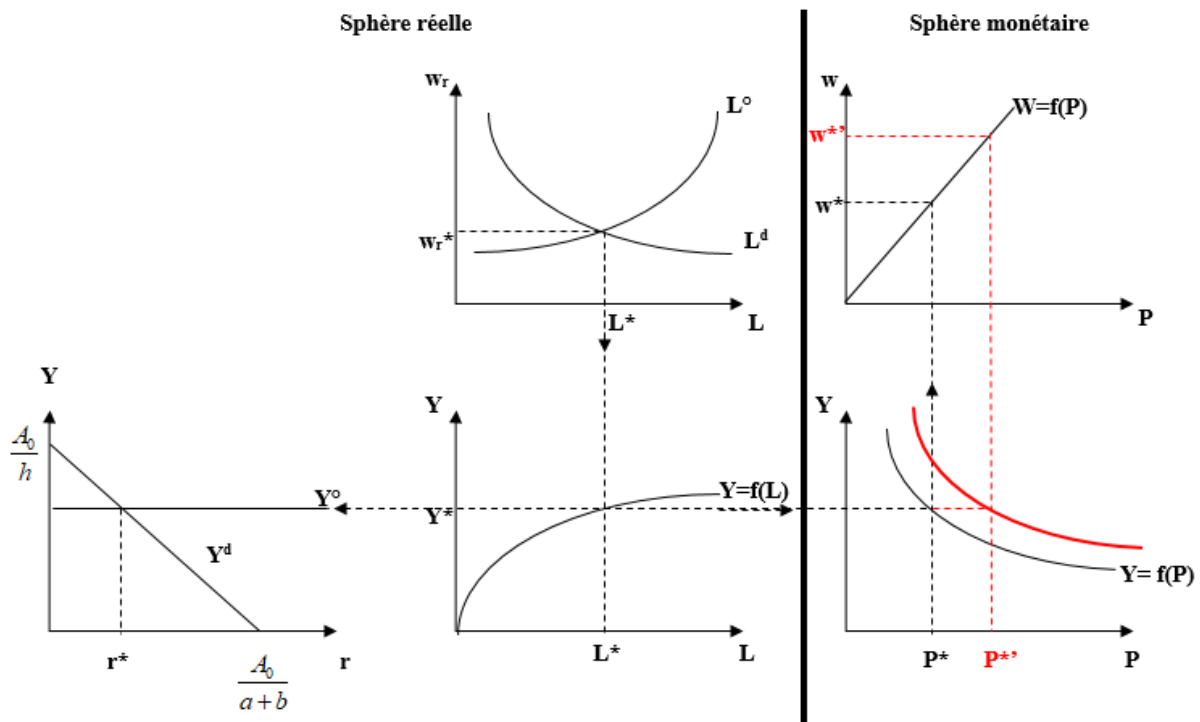 Sphère réelle
Sphère monétaire
wr
L°
wr*
Ld
L*
L
w
W=f(P)
w*’
w*
P
Y
A0/h
Y°
Yd
r*
r
A0/a+b
Y
Y=f(L)
Y*
L*
L
Y
Y= f(P)
P*
P*’
P